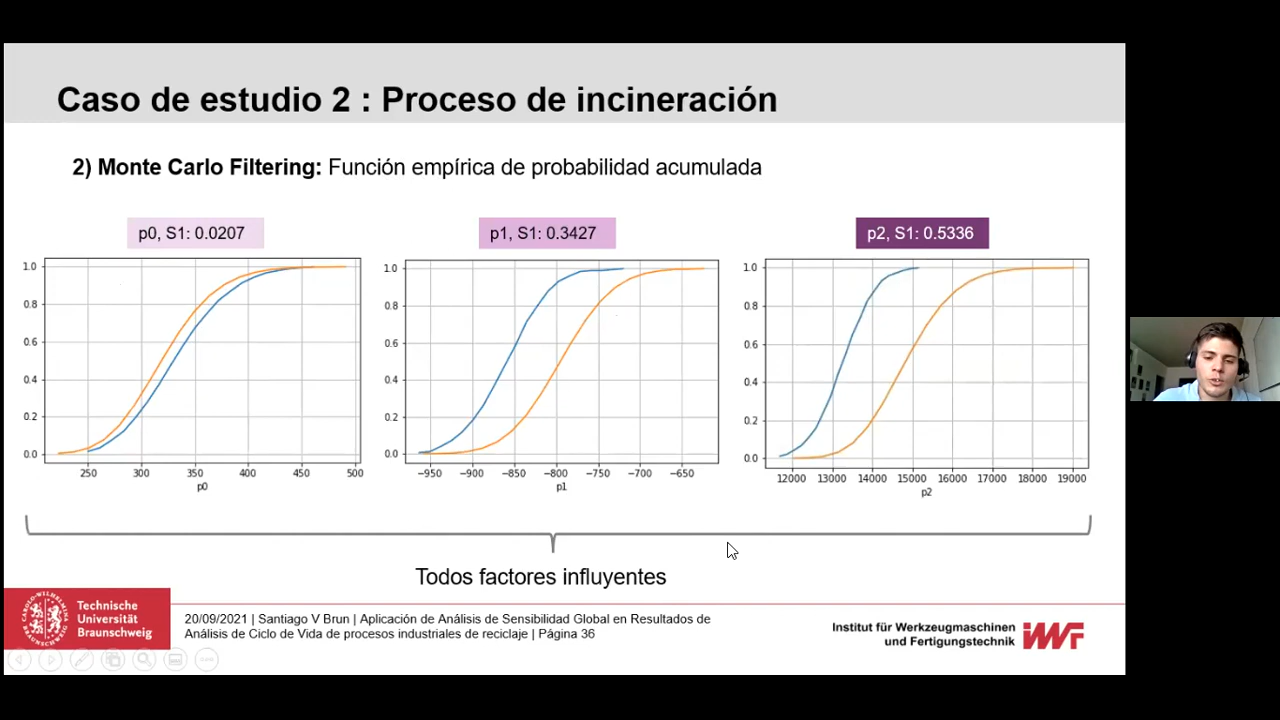 Caso de estudio 2 : Proceso de incineración
2) Monte Carlo Filtering: Función empírica de probabilidad acumulada
p0, S1: 0.0207
p1, S1: 0.3427
p2, S1: 0.5336
1.0
0.8
0.6
0.4
0.2
0.0
250 300 350 400 450 500
p0
1.0
0.8
0.6
0.4
0.2
0.0
−950 −900 −850 −800 −750 −700 −650
p1
1.0
0.8
0.6
0.4
0.2
0.0
12000 13000 14000 15000 16000 17000 18000 19000
p2
Todos factores influyentes
Technische
Universität
Braunschweig
20/09/2021 | Santiago V Brun | Aplicación de Análisis de Sensibilidad Global en Resultados de
Análisis de Ciclo de Vida de procesos industriales de reciclaje | Página 36
Institut für Werkzeugmaschinen
und Fertigungstechnik
iWF